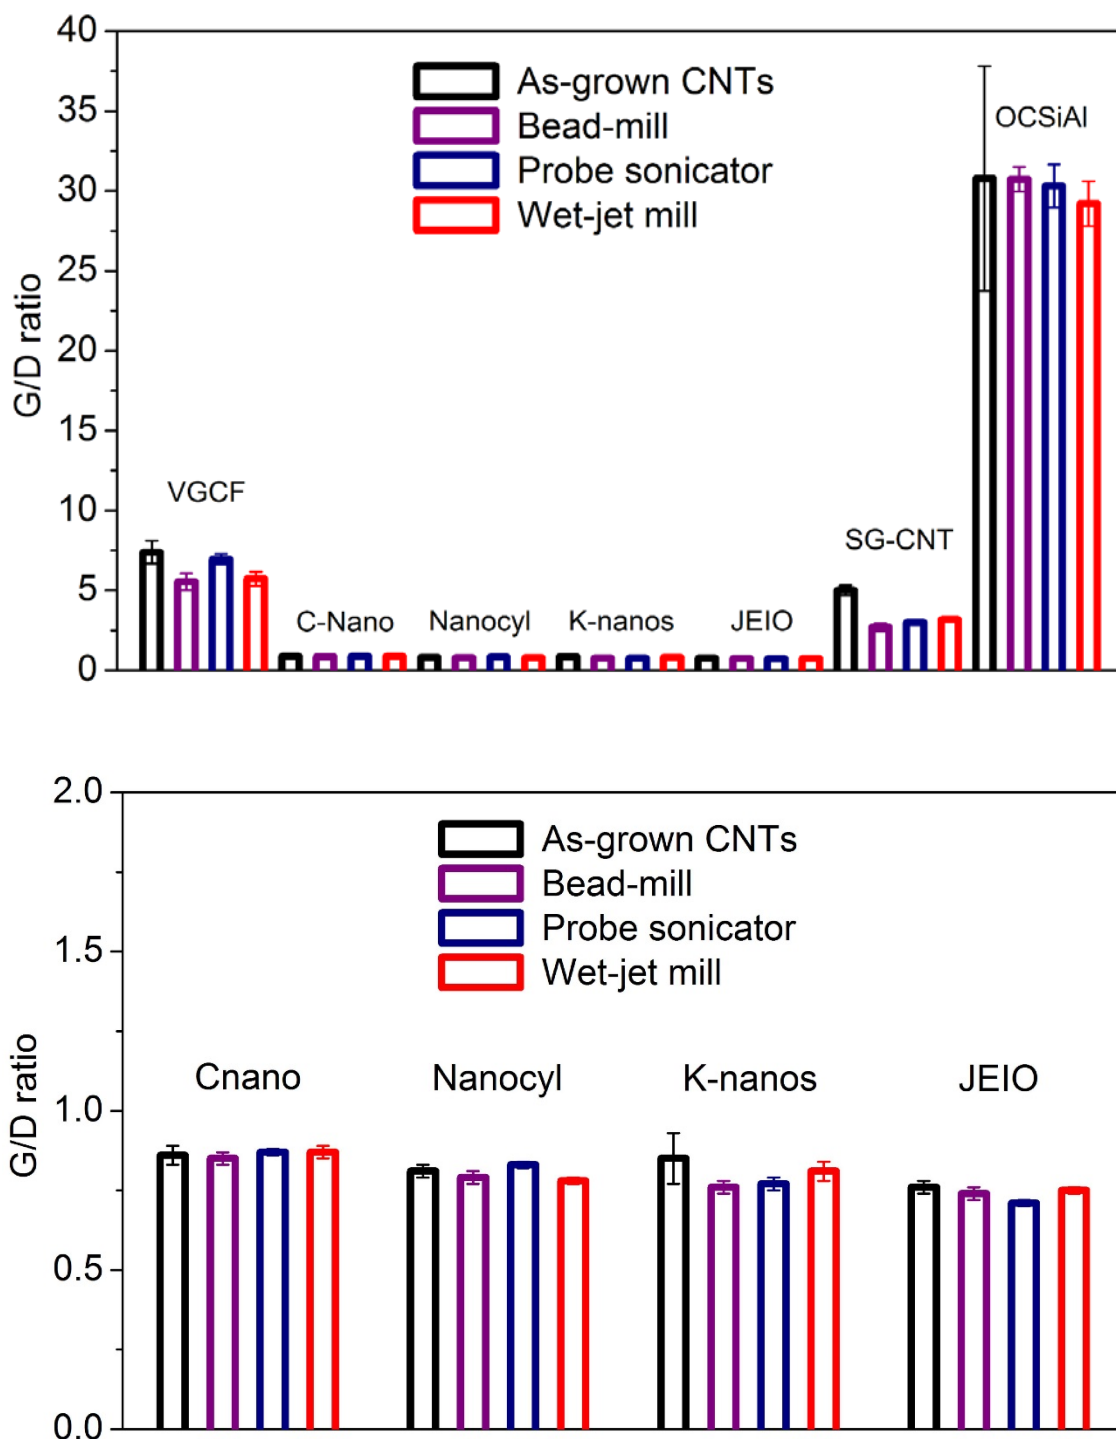 40
35
30
25
20
15
10
5
0
G/D ratio
As-grown CNTs
Bead-mill
Probe sonicator
Wet-jet mill
OCSiAl
VGCF
C-Nano
Nanocyl
K-nanos
JEIO
SG-CNT
2.0
1.5
1.0
0.5
0.0
G/D ratio
As-grown CNTs
Bead-mill
Probe sonicator
Wet-jet mill
Cnano
Nanocyl
K-nanos
JEIO